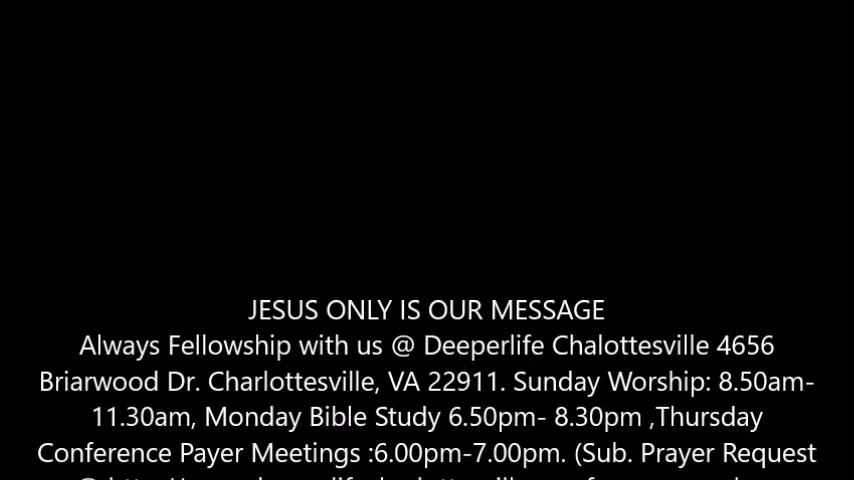 JESUS ONLY IS OUR MESSAGE
Always Fellowship with us @ Deeperlife Chalottesville 4656
Briarwood Dr. Charlottesville, VA 22911. Sunday Worship: 8.50am-
11.30am, Monday Bible Study 6.50pm- 8.30pm ,Thursday
Conference Payer Meetings :6.00pm-7.00pm. (Sub. Prayer Request